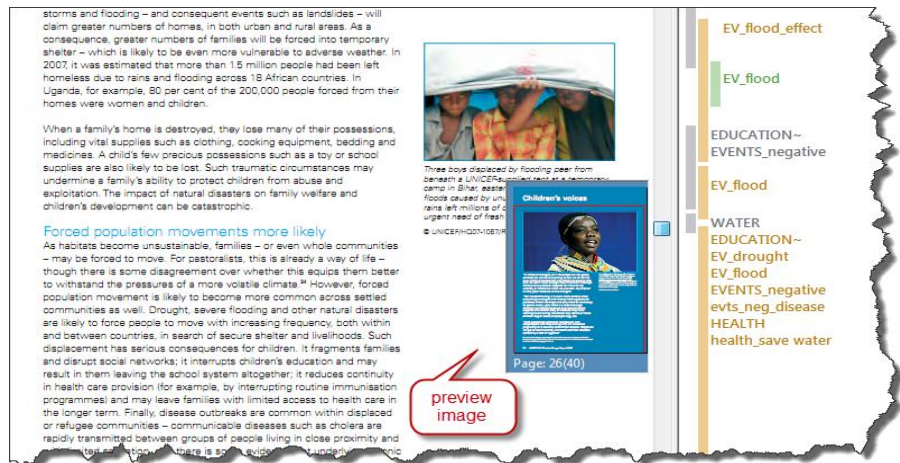 storms and flooding – and consequent events such as landslides – will
claim greater numbers of homes, in both urban and rural areas. As a
consequence, greater numbers of families will be forced into temporary
shelter – which is likely to be even more vulnerable to adverse weather. In
2007, it was estimated that more than 1.5 million people had been left
homeless due to rains and flooding across 18 African countries. In
Uganda, for example, 80 per cent of the 200,000 people forced from their
homes were women and children.
When a family's home is destroyed, they lose many of their possessions,
including vital supplies such as clothing, cooking equipment, bedding and
medicines. A child's few precious possessions such as a toy or school
supplies are also likely to be lost. Such traumatic circumstances may
undermine a family's ability to protect children from abuse and
exploitation. The impact of natural disasters on family welfare and
children's development can be catastrophic.
Forced population movements more likely
As habitats become unsustainable, families – or even whole communities
– may be forced to move. For pastoralists, this is already a way of life –
though there is some disagreement over whether this equips them better
to withstand the pressures of a more volatile climate.³⁴ However, forced
population movement is likely to become more common across settled
communities as well. Drought, severe flooding and other natural disasters
are likely to force people to move with increasing frequency, both within
and between countries, in search of secure shelter and livelihoods. Such
displacement has serious consequences for children. It fragments families
and disrupt social networks; it interrupts children's education and may
result in them leaving the school system altogether; it reduces continuity
in health care provision (for example, by interrupting routine immunisation
programmes) and may leave families with limited access to health care in
the longer term. Finally, disease outbreaks are common within displaced
or refugee communities – communicable diseases such as cholera are
rapidly transmitted between groups of people living in close proximity and
there is
Three boys displaced by flooding peer from
beneath a UNICEF-supplied tent at a temporary
camp in Bihar, easter
floods caused by unu
rains left millions of c
urgent need of fresh
© UNICEF/HQ07-1087/P
Children's voices
Page: 26(40)
preview
image
EV_flood_effect
EV_flood
EDUCATION~
EVENTS_negative
EV_flood
WATER
EDUCATION~
EV_drought
EV_flood
EVENTS_negative
evts_neg_disease
HEALTH
health_save water